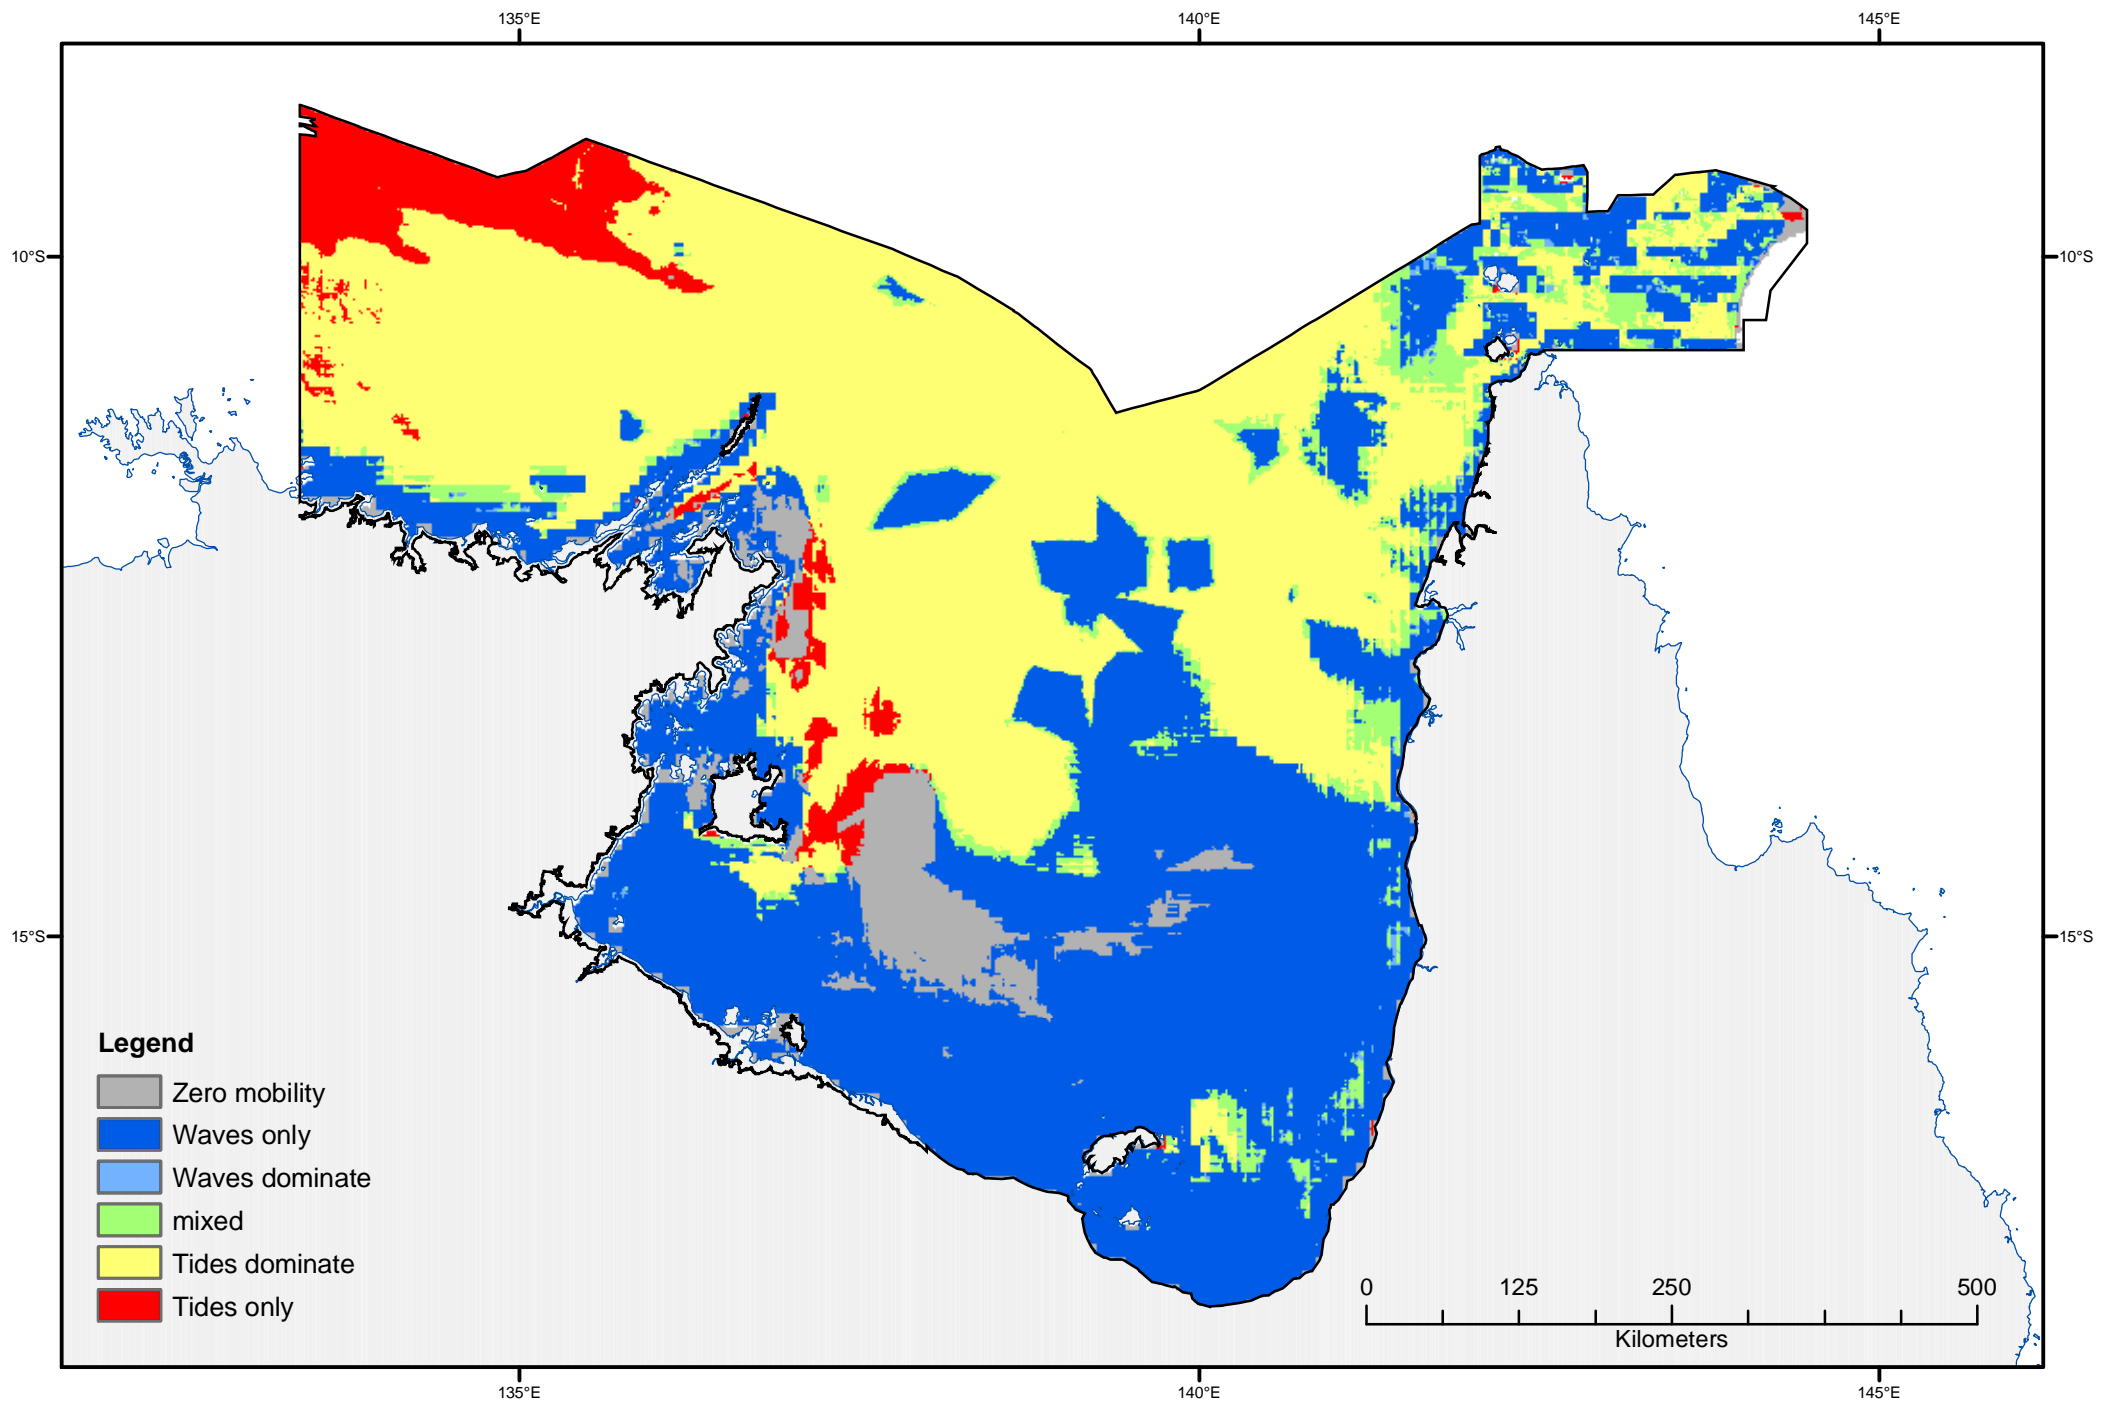 135°E
140°E
145°E
10°S
10°S
15°S
15°S
Legend
Zero mobility
Waves only
Waves dominate
mixed
Tides dominate
Tides only
0
125
250
500
Kilometers
135°E
140°E
145°E